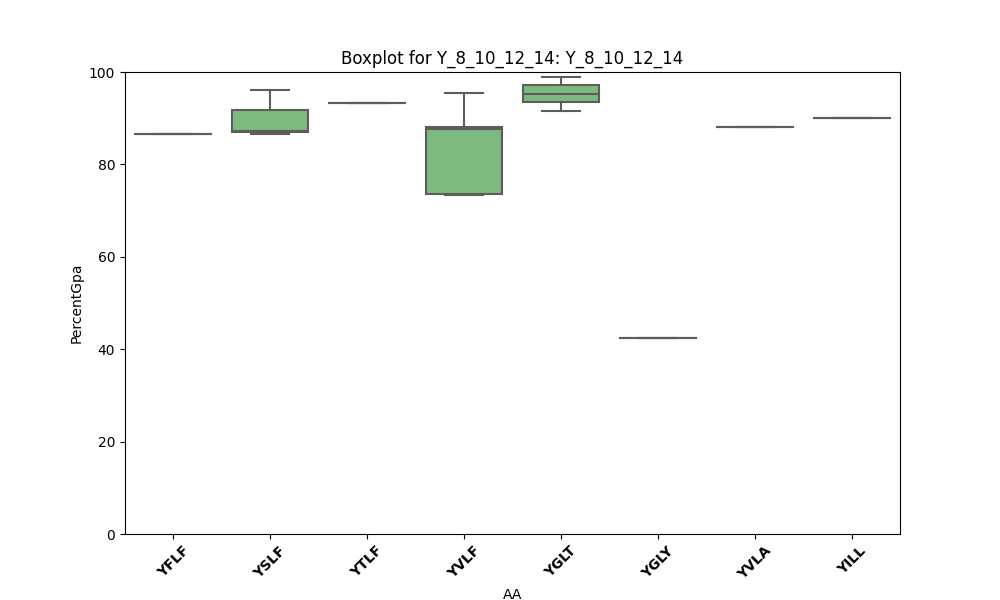 Boxplot for Y_8_10_12_14: Y_8_10_12_14
100
80
60
40
20
0
PercentGpa
YFLF
YSLF
YTLF
YVLF
YGLT
YGLY
YVLA
YILL
AA